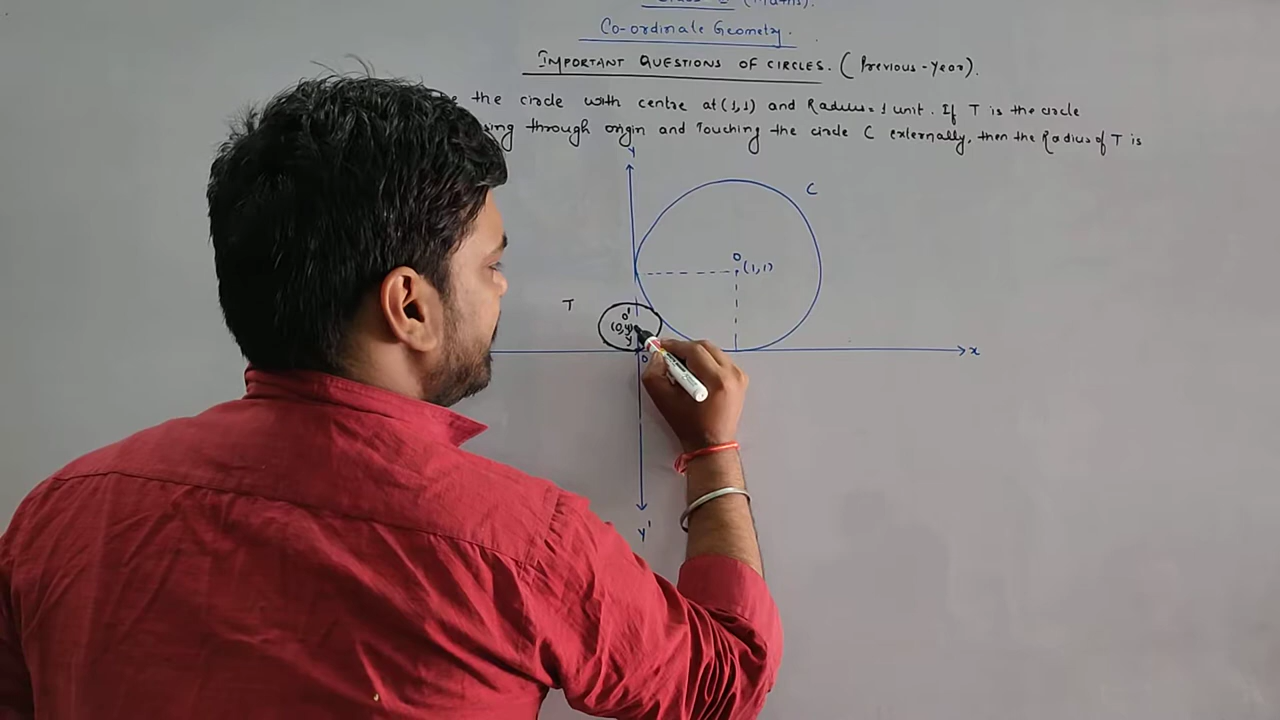 (Maths).
Co-ordinate Geometry.
IMPORTANT QUESTIONS OF CIRCLES. (Previous-Year).
the circle with centre at (1,1) and Radius=1 unit. If T is the circle
through origin and Touching the circle C externally, then the Radius of T is
Y
C
O
(1,1)
T
O'
(0,y)
y
O
x
y'